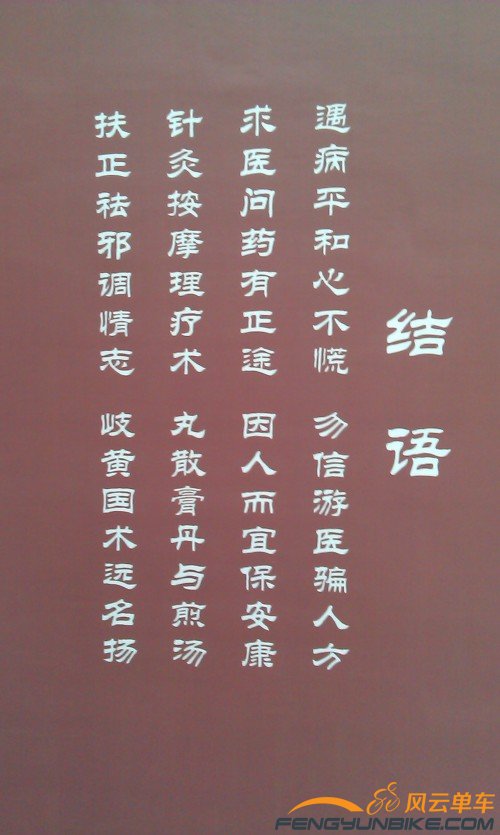 结语
遇病平和心不慌 勿信游医骗人方
求医问药有正途 因人而宜保安康
针灸按摩理疗术 丸散膏丹与煎汤
扶正祛邪调情志 岐黄国术远名扬
风云单车
FENGYUNBIKE.COM